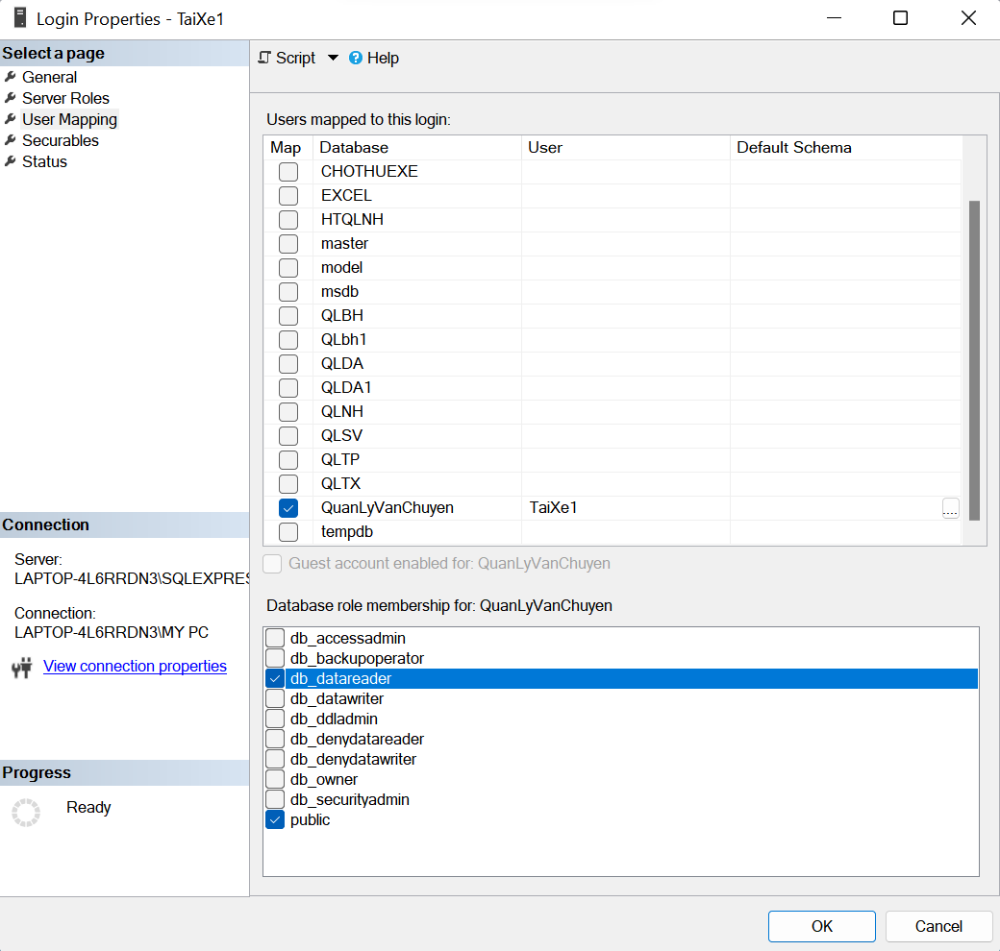 Login Properties - TaiXe1
Select a page
General
Server Roles
User Mapping
Securables
Status
Connection
Server:
LAPTOP-4L6RRDN3\SQLEXPRES
Connection:
LAPTOP-4L6RRDN3\MY PC
View connection properties
Progress
Ready
Script Help
Users mapped to this login:
Map Database User Default Schema
CHOTHUEXE
EXCEL
HTQLNH
master
model
msdb
QLBH
QLbh1
QLDA
QLDA1
QLNH
QLSV
QLTP
QLTX
QuanLyVanChuyen TaiXe1 ...
tempdb
Guest account enabled for: QuanLyVanChuyen
Database role membership for: QuanLyVanChuyen
db_accessadmin
db_backupoperator
db_datareader
db_datawriter
db_ddladmin
db_denydatareader
db_denydatawriter
db_owner
db_securityadmin
public
OK Cancel